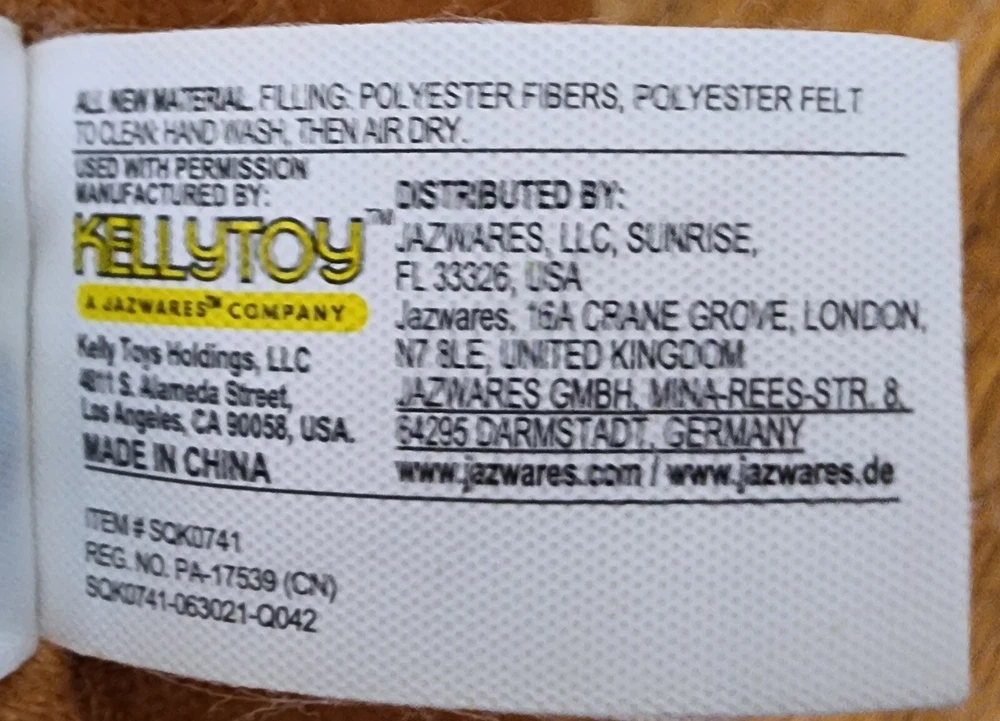 ALL NEW MATERIAL. FILLING: POLYESTER FIBERS, POLYESTER FELT
TO CLEAN: HAND WASH, THEN AIR DRY.
USED WITH PERMISSION
MANUFACTURED BY:
KELLYTOY™
A JAZWARES™ COMPANY
Kelly Toys Holdings, LLC
4811 S. Alameda Street,
Los Angeles, CA 90058, USA.
MADE IN CHINA
DISTRIBUTED BY:
JAZWARES, LLC, SUNRISE,
FL 33326, USA
Jazwares, 16A CRANE GROVE, LONDON,
N7 8LE, UNITED KINGDOM
JAZWARES GMBH, MINA-REES-STR. 8,
64295 DARMSTADT, GERMANY
www.jazwares.com / www.jazwares.de
ITEM # SQK0741
REG. NO. PA-17539 (CN)
SQK0741-063021-Q042